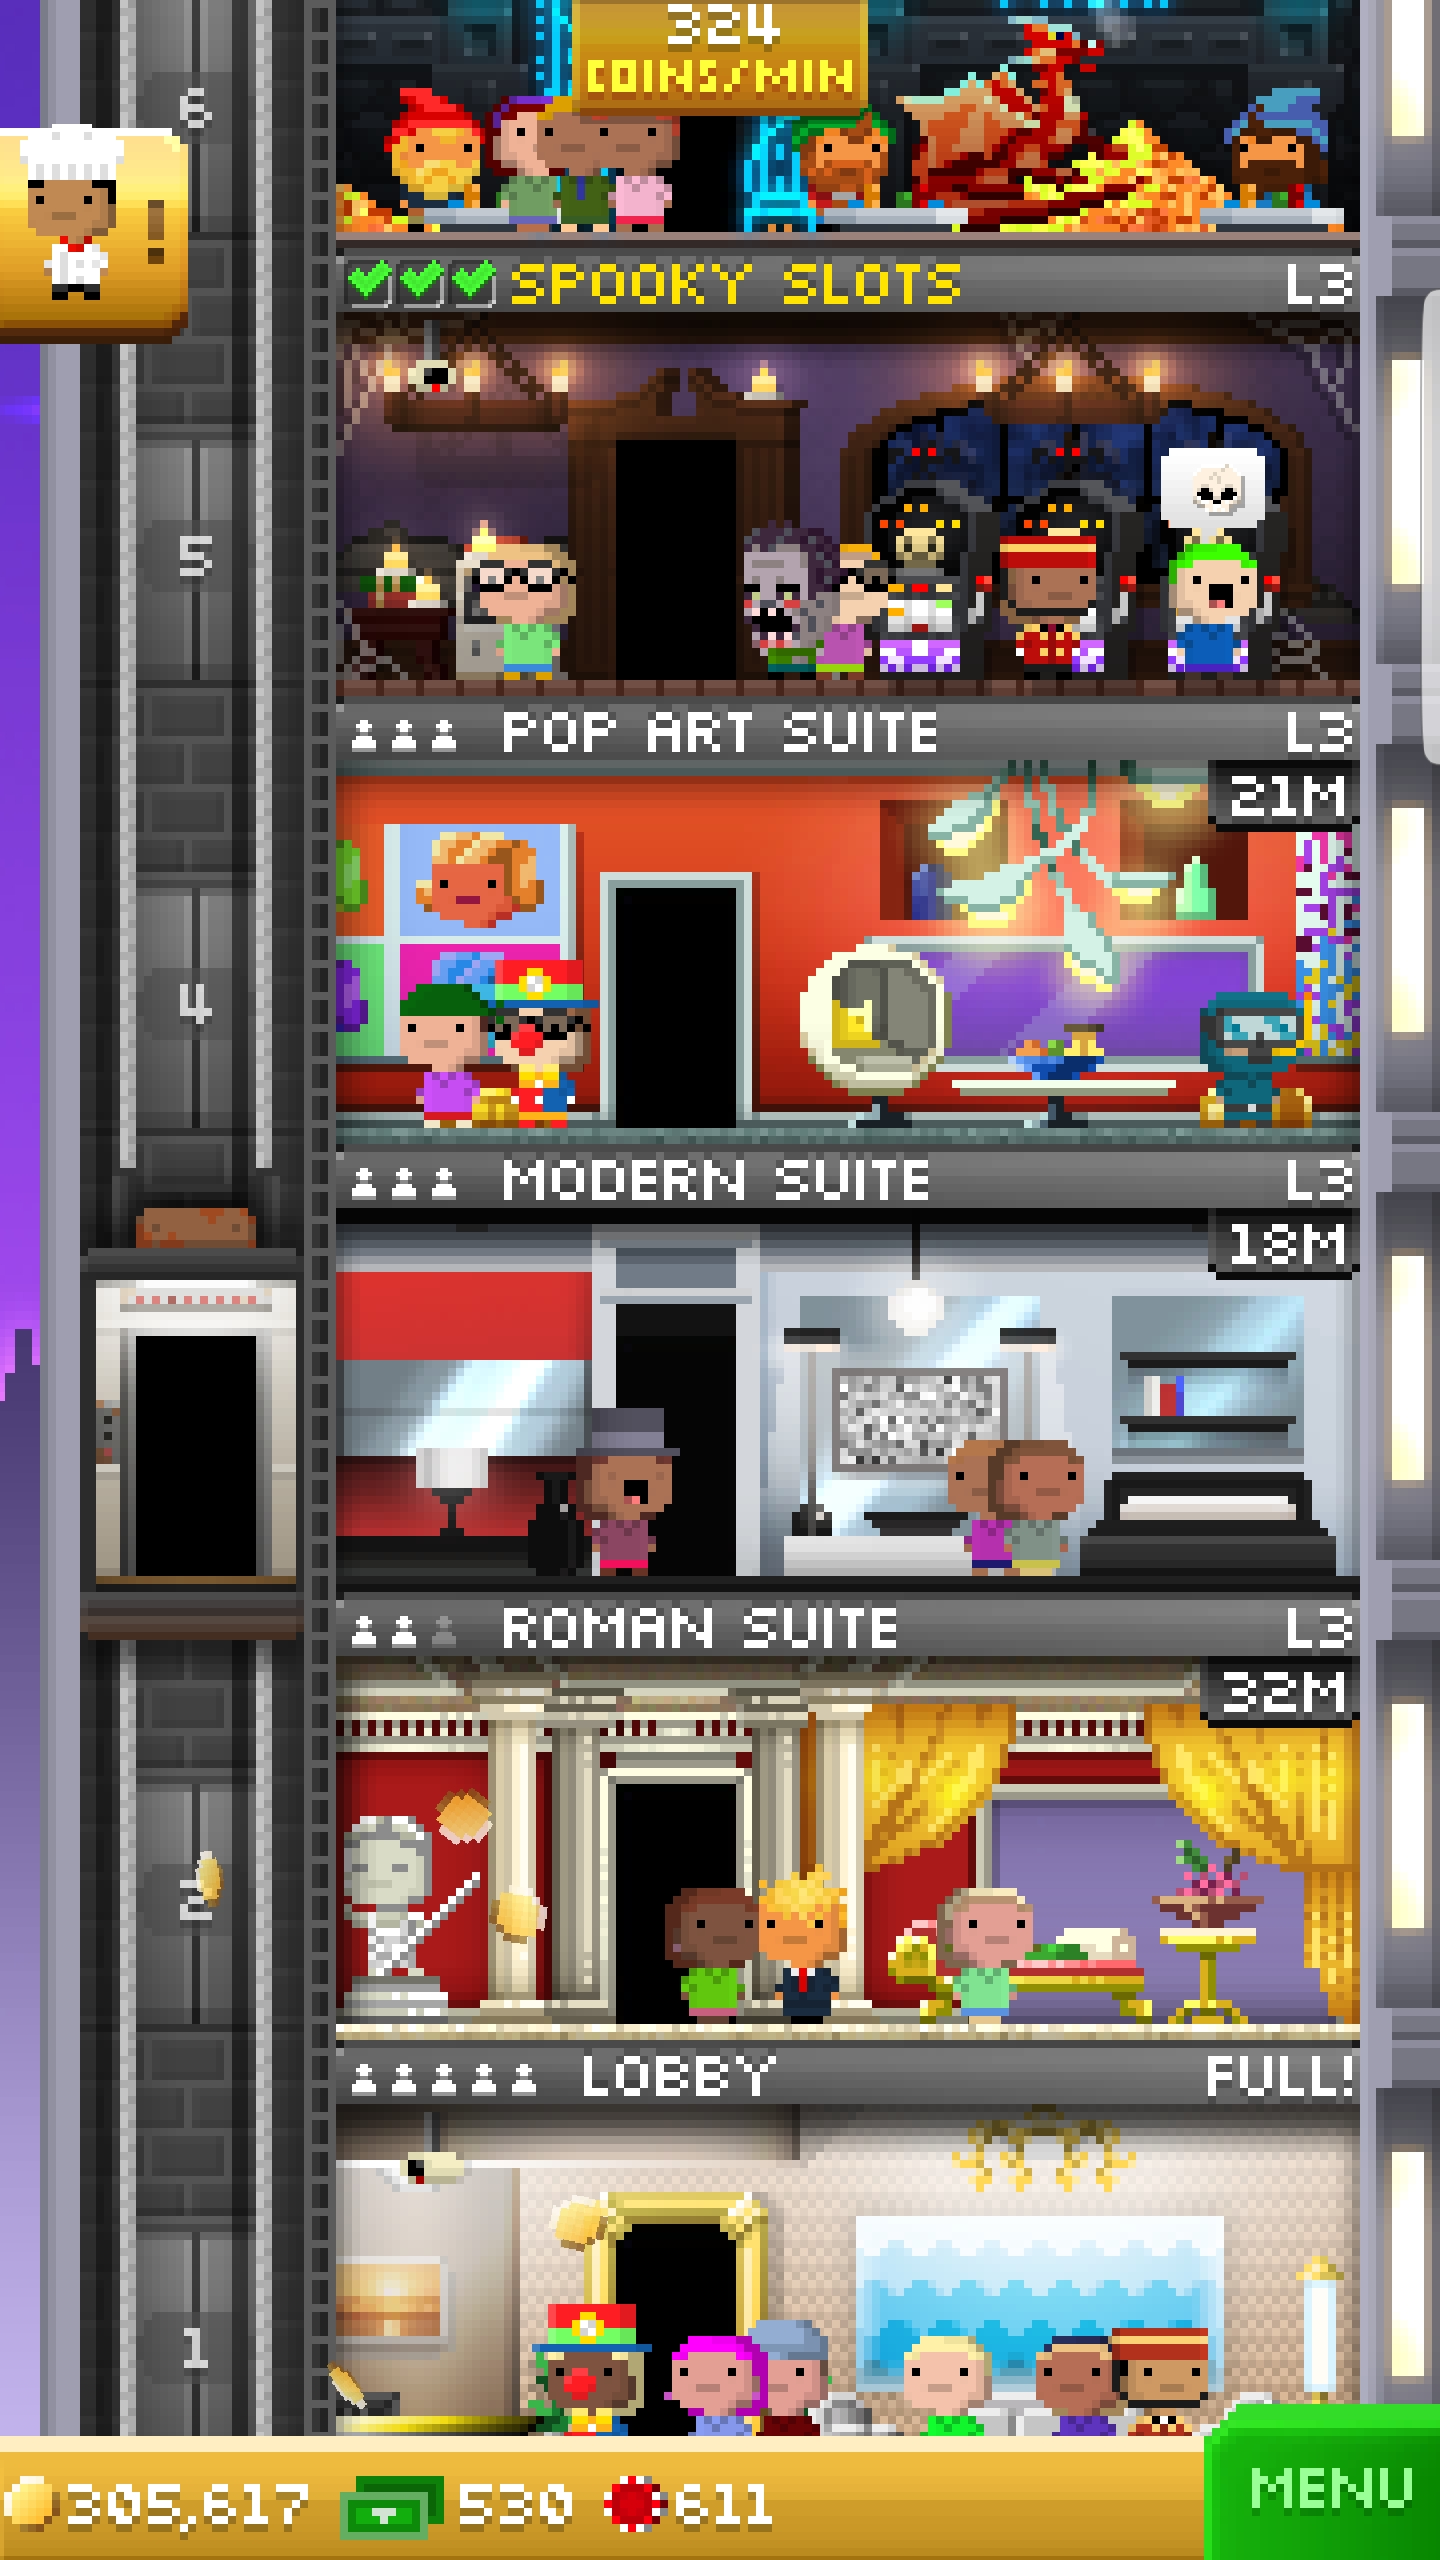 324
COINS/MIN
6
!
SPOOKY SLOTS L3
5
POP ART SUITE L3
21M
4
MODERN SUITE L3
18M
ROMAN SUITE L3
32M
2
LOBBY FULL!
1
305,617 530 611
MENU